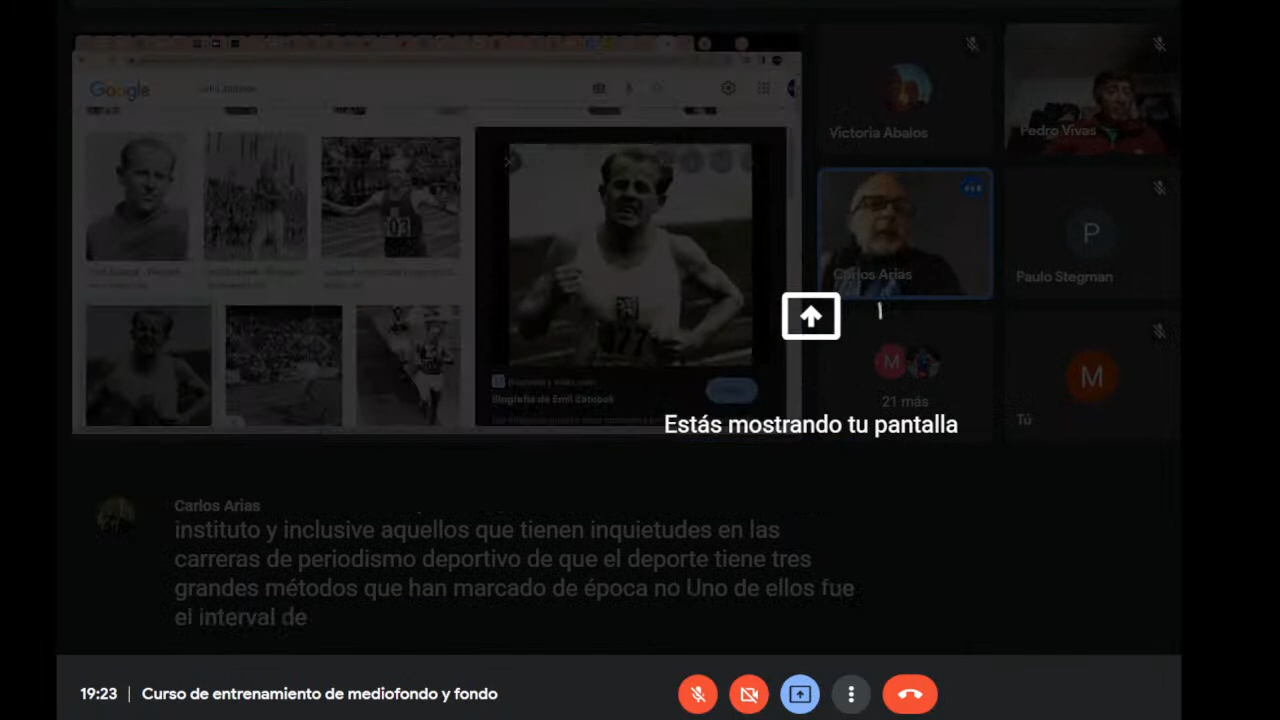 Google
Victoria Abalos
Pedro Vivas
03
Carlos Arias
P
Paulo Stegman
M
21 más
M
Tú
Biografía de Emil Zatopek
Estás mostrando tu pantalla
Carlos Arias
instituto y inclusive aquellos que tienen inquietudes en las
carreras de periodismo deportivo de que el deporte tiene tres
grandes métodos que han marcado de época no Uno de ellos fue
el interval de
19:23 | Curso de entrenamiento de mediofondo y fondo